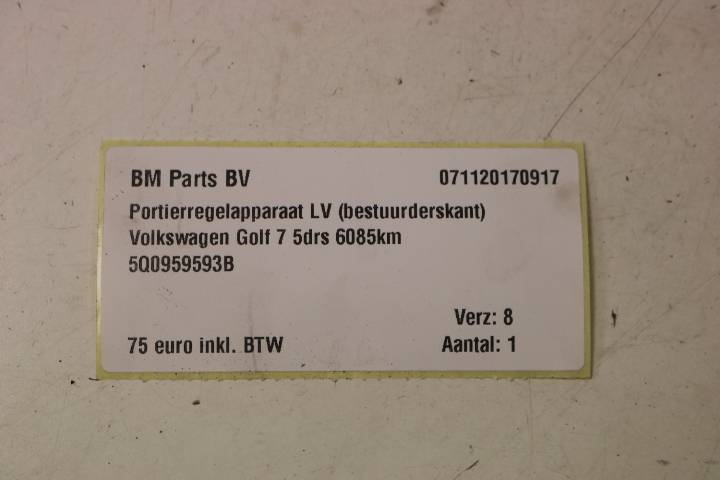 BM Parts BV 071120170917
Portierregelapparaat LV (bestuurderskant)
Volkswagen Golf 7 5drs 6085km
5Q0959593B
Verz: 8
75 euro inkl. BTW Aantal: 1